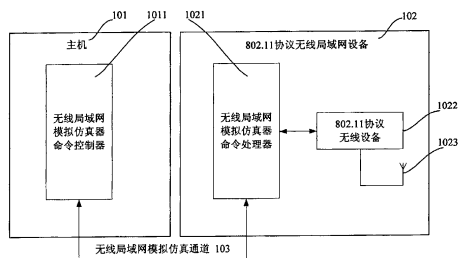 101
1011
1021
102
主机
802.11协议无线局域网设备
无线局域网
模拟仿真器
命令控制器
无线局域网
模拟仿真器
命令处理器
802.11协议
无线设备
1022
1023
无线局域网模拟仿真通道 103